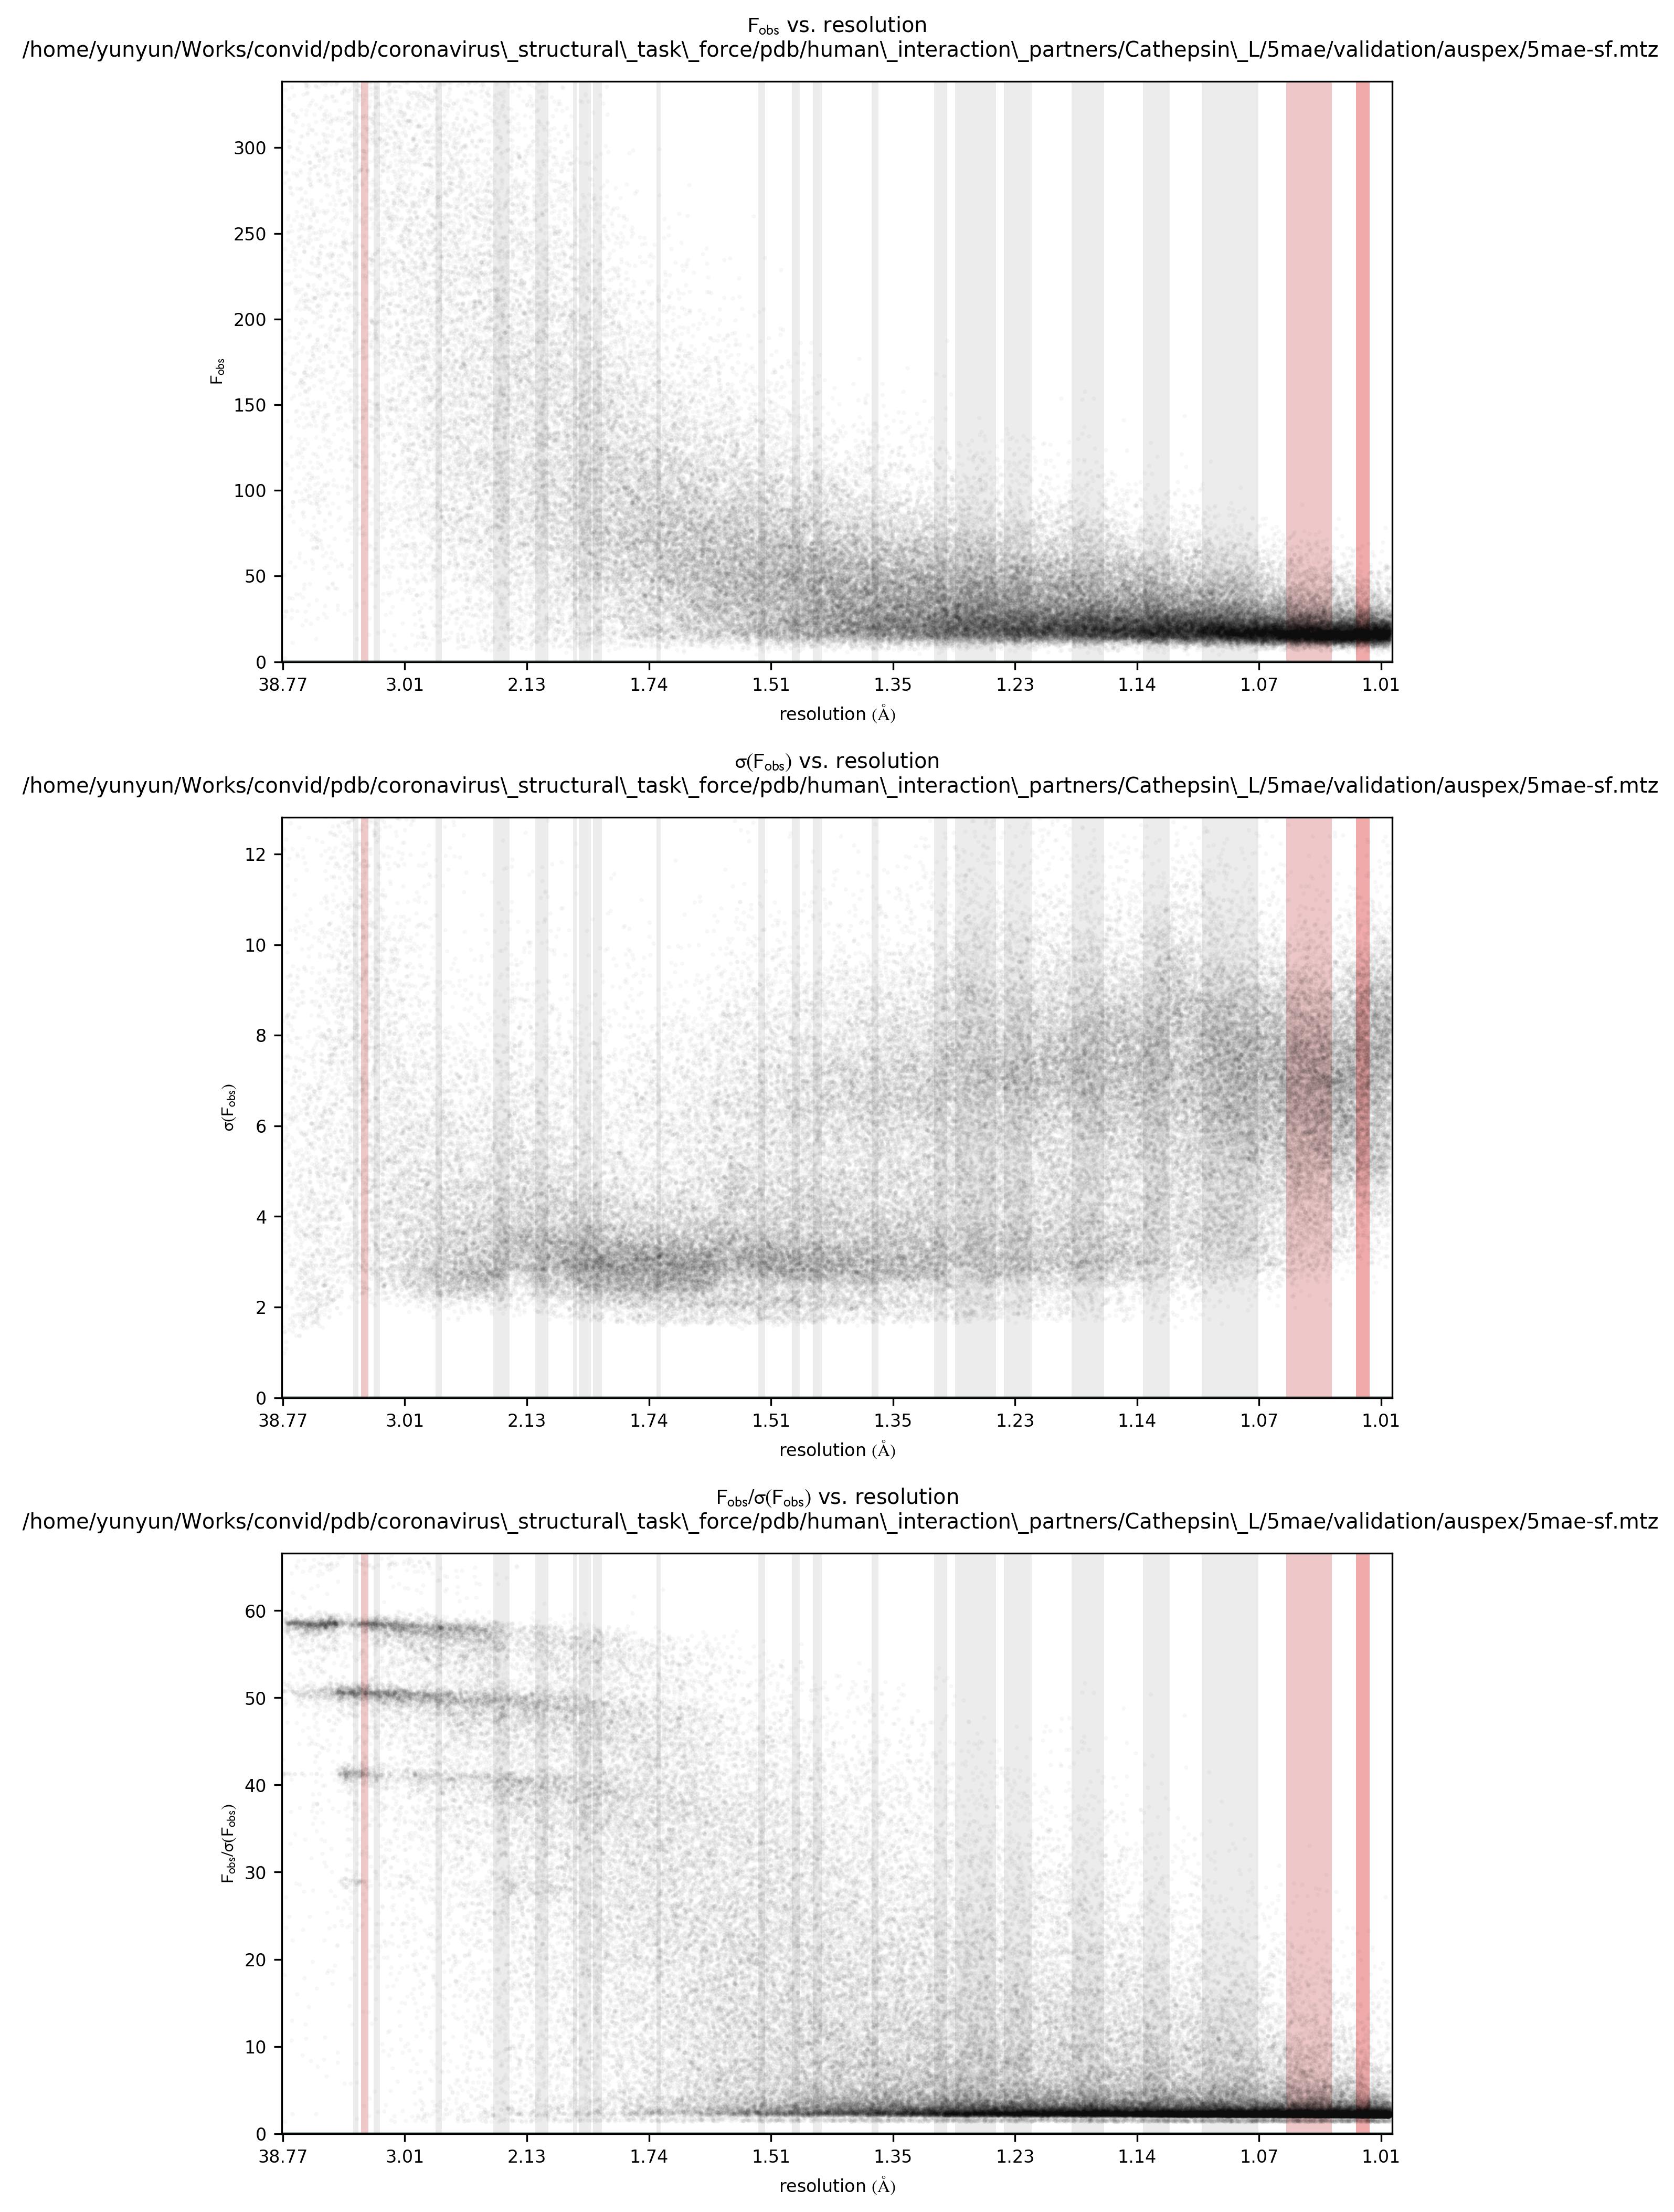 Fobs vs. resolution
/home/yunyun/Works/convid/pdb/coronavirus\_structural\_task\_force/pdb/human\_interaction\_partners/Cathepsin\_L/5mae/validation/auspex/5mae-sf.mtz
300
250
200
150
100
50
0
Fobs
38.77 3.01 2.13 1.74 1.51 1.35 1.23 1.14 1.07 1.01
resolution (Å)
σ(Fobs) vs. resolution
/home/yunyun/Works/convid/pdb/coronavirus\_structural\_task\_force/pdb/human\_interaction\_partners/Cathepsin\_L/5mae/validation/auspex/5mae-sf.mtz
12
10
8
6
4
2
0
σ(Fobs)
38.77 3.01 2.13 1.74 1.51 1.35 1.23 1.14 1.07 1.01
resolution (Å)
Fobs/σ(Fobs) vs. resolution
/home/yunyun/Works/convid/pdb/coronavirus\_structural\_task\_force/pdb/human\_interaction\_partners/Cathepsin\_L/5mae/validation/auspex/5mae-sf.mtz
60
50
40
30
20
10
0
Fobs/σ(Fobs)
38.77 3.01 2.13 1.74 1.51 1.35 1.23 1.14 1.07 1.01
resolution (Å)